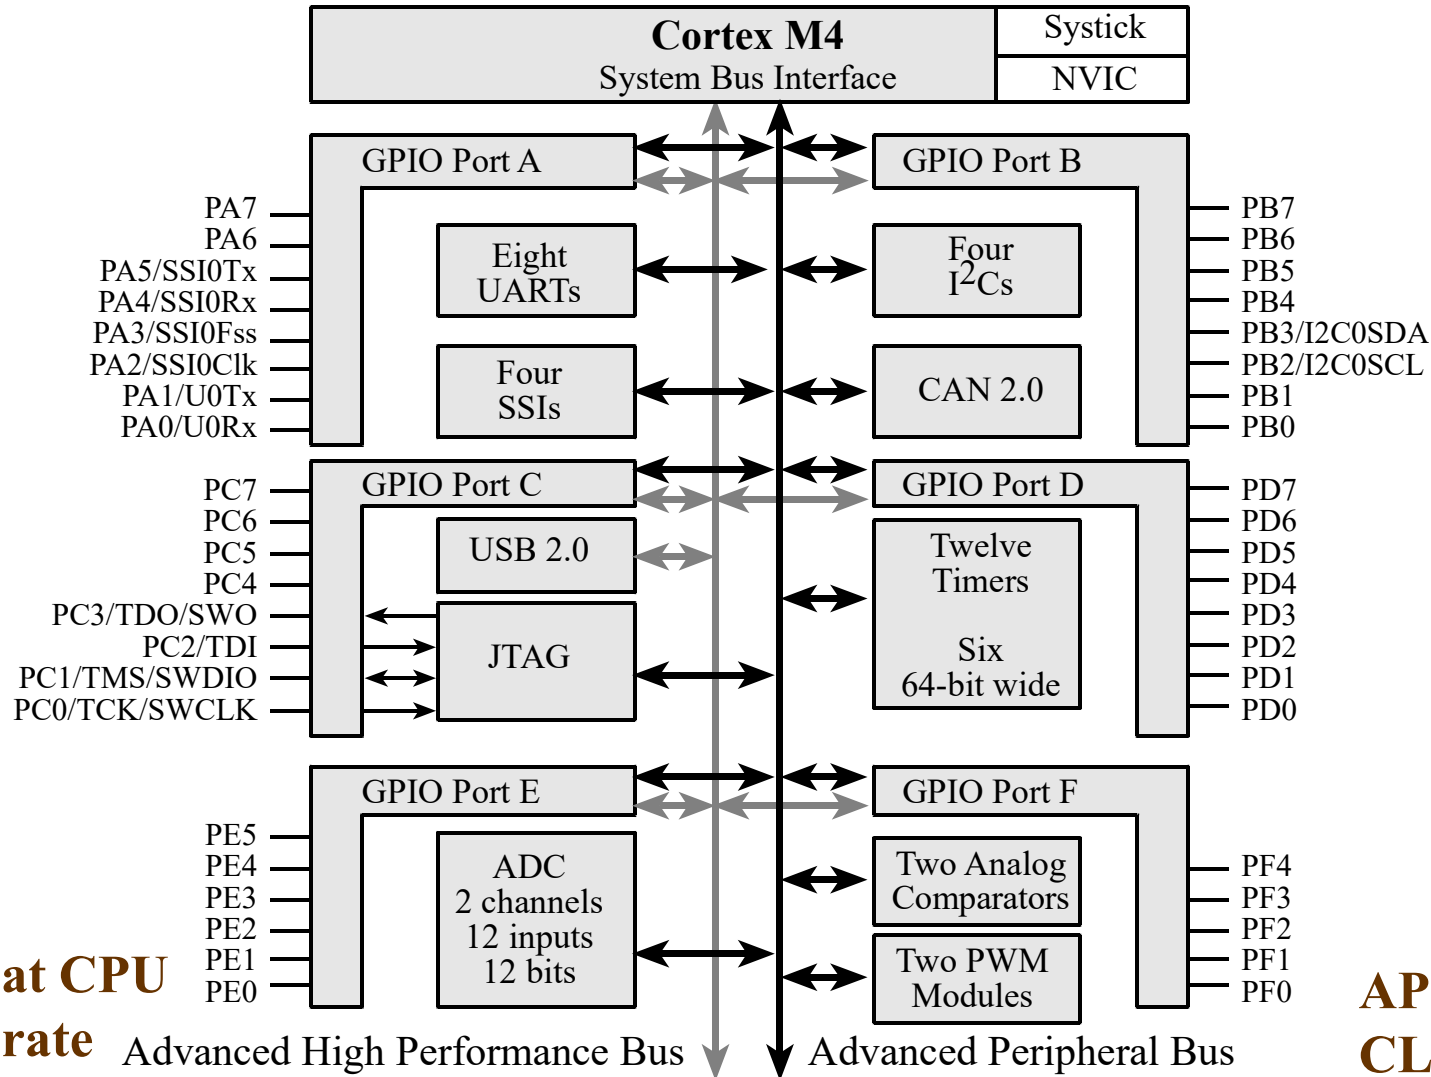 Cortex M4
System Bus Interface
Systick
NVIC
GPIO Port A
PA7
PA6
PA5/SSI0Tx
PA4/SSI0Rx
PA3/SSI0Fss
PA2/SSI0Clk
PA1/U0Tx
PA0/U0Rx
Eight
UARTs
Four
SSIs
GPIO Port B
Four
I2Cs
CAN 2.0
PB7
PB6
PB5
PB4
PB3/I2C0SDA
PB2/I2C0SCL
PB1
PB0
GPIO Port C
PC7
PC6
PC5
PC4
PC3/TDO/SWO
PC2/TDI
PC1/TMS/SWDIO
PC0/TCK/SWCLK
USB 2.0
JTAG
GPIO Port D
Twelve
Timers
Six
64-bit wide
PD7
PD6
PD5
PD4
PD3
PD2
PD1
PD0
GPIO Port E
PE5
PE4
PE3
PE2
PE1
PE0
ADC
2 channels
12 inputs
12 bits
GPIO Port F
Two Analog
Comparators
Two PWM
Modules
PF4
PF3
PF2
PF1
PF0
at CPU
rate
Advanced High Performance Bus
Advanced Peripheral Bus
AP
CL